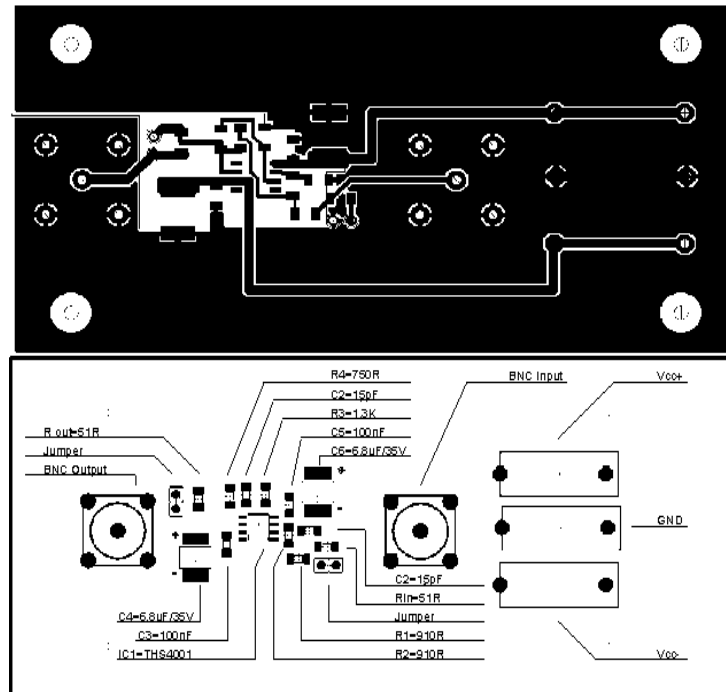 R4=750R
C2=15pF
R3=1.3K
C5=100nF
C6=6.8uF/35V
BNC Input
Vcc+
R out=51R
Jumper
BNC Output
+
-
+
-
GND
C2=15pF
Rin=51R
Jumper
R1=910R
R2=910R
Vcc-
C4=6.8uF/35V
C3=100nF
IC1=THS4001